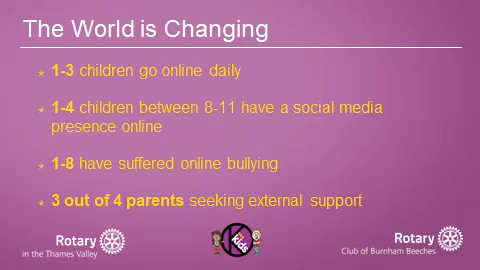 The World is Changing
1-3 children go online daily
1-4 children between 8-11 have a social media
presence online
1-8 have suffered online bullying
3 out of 4 parents seeking external support
Rotary
in the Thames Valley
Kids
Rotary
Club of Burnham Beeches